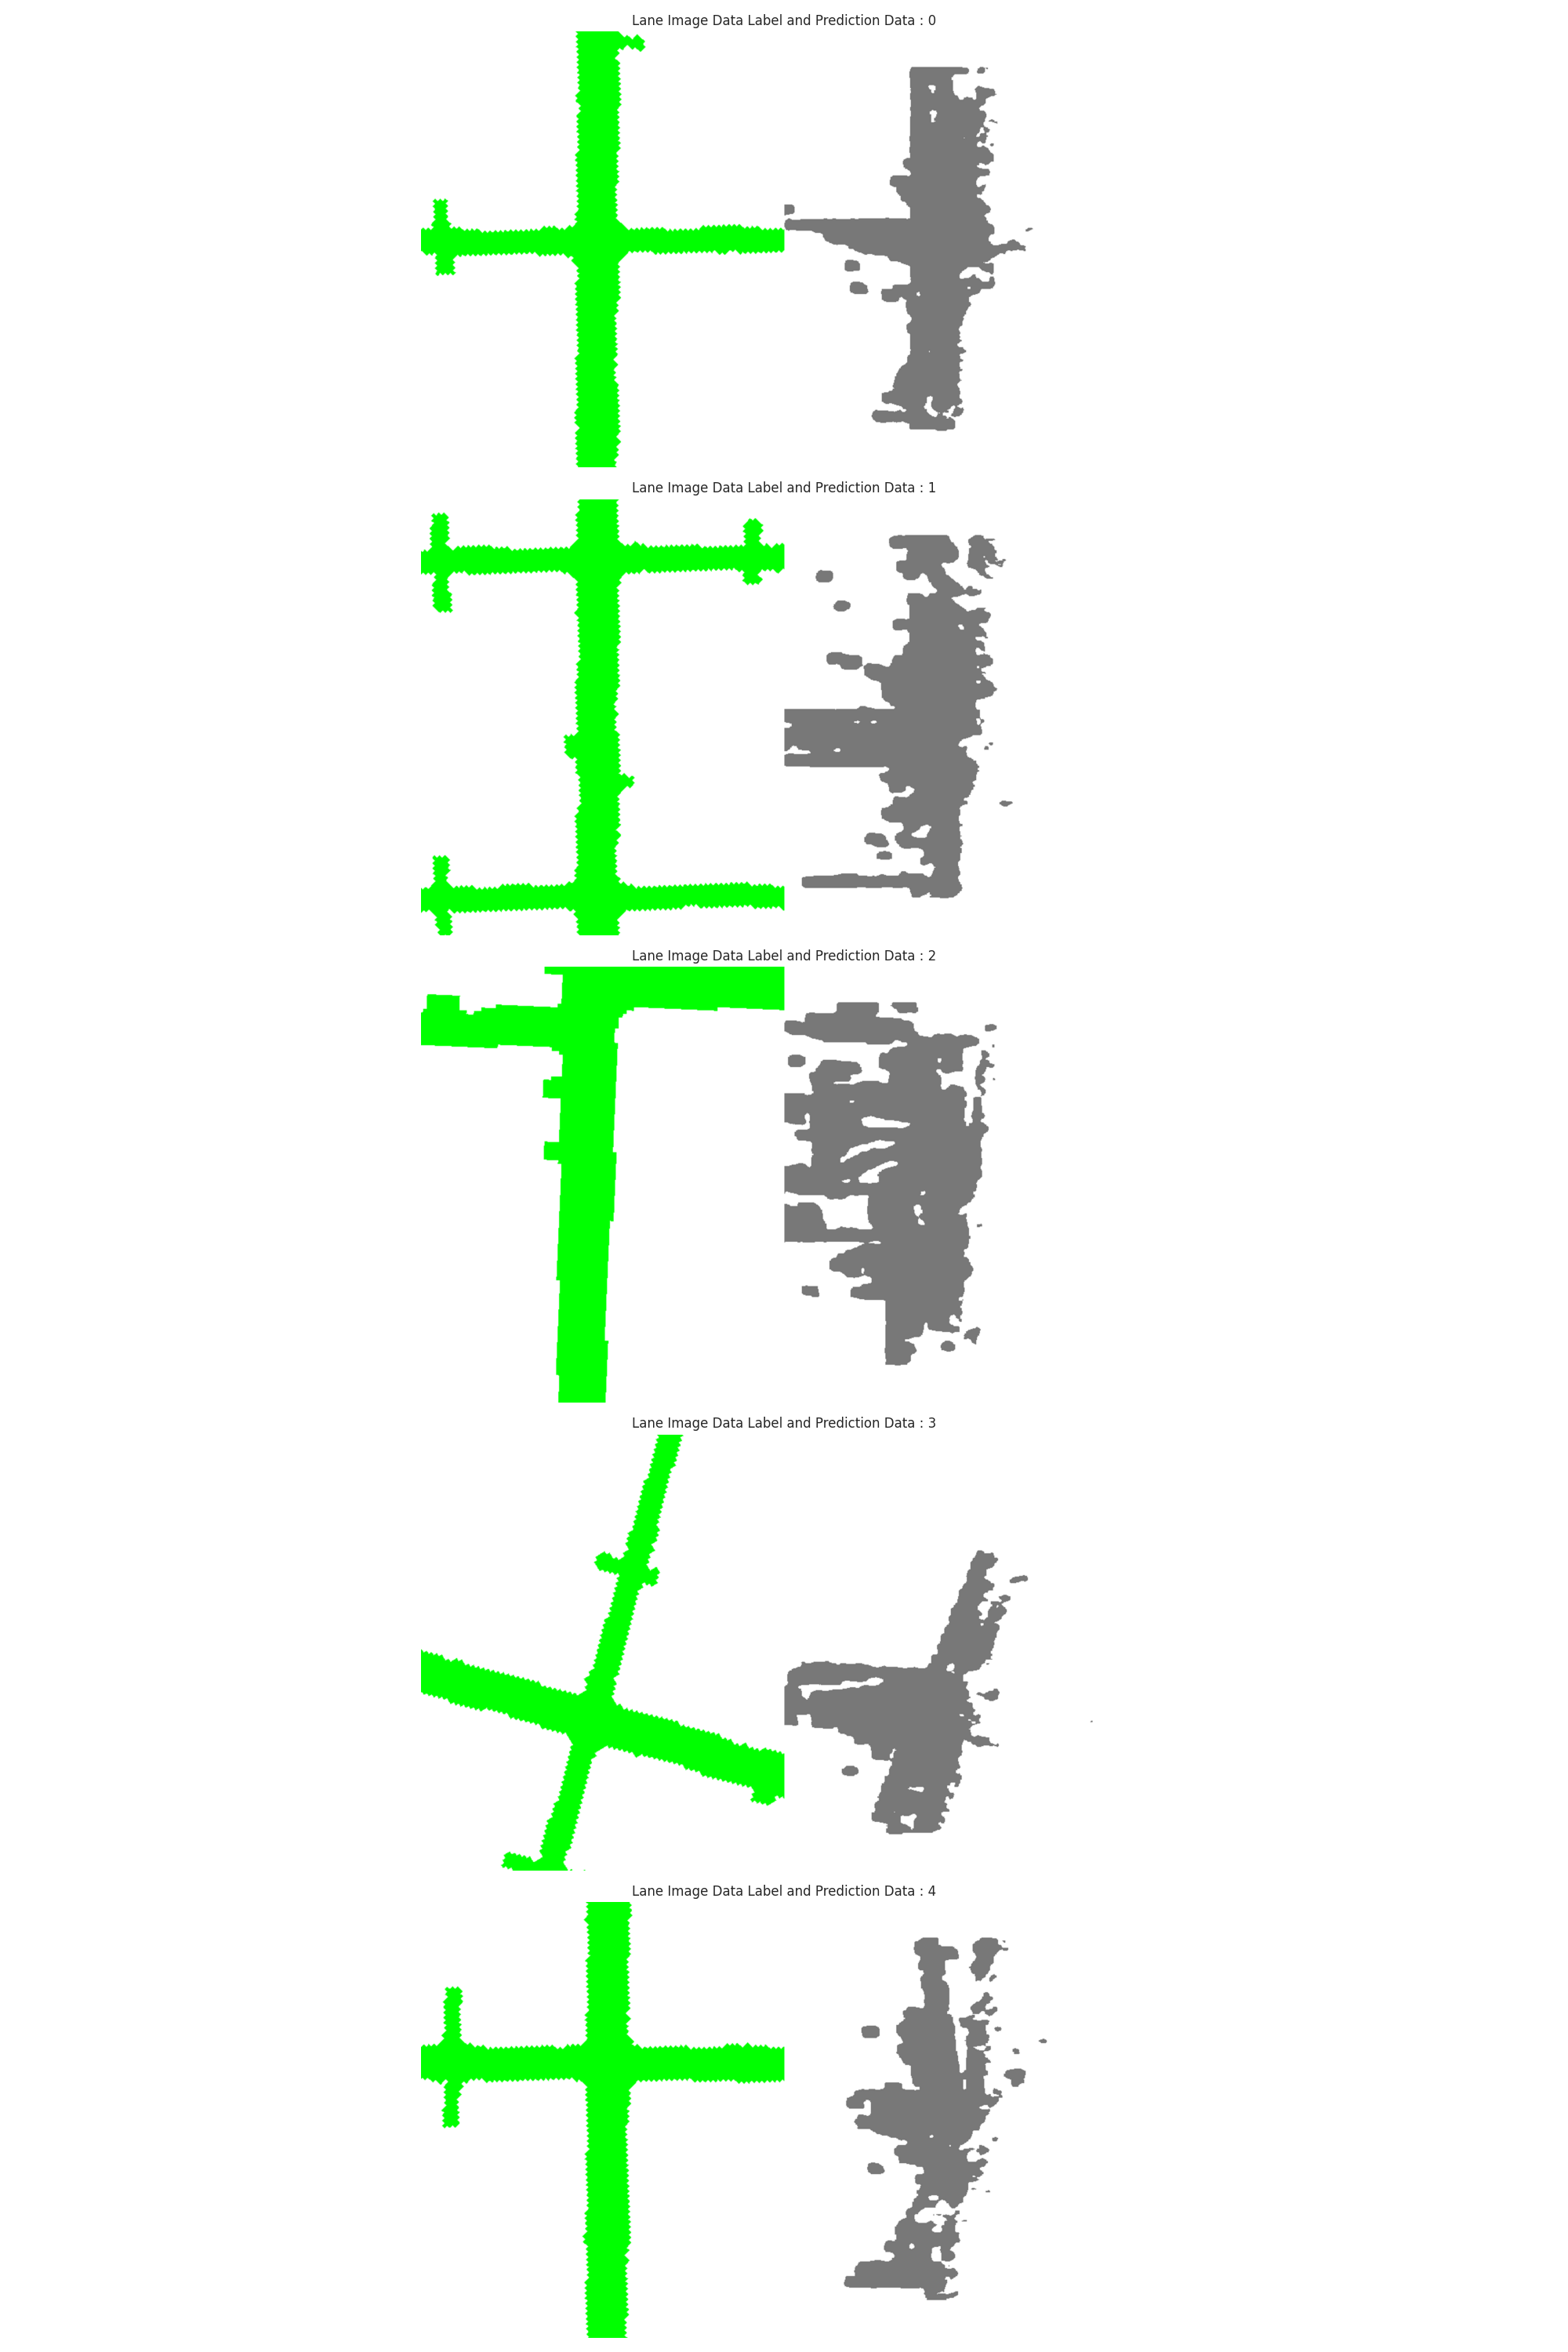 Lane Image Data Label and Prediction Data : 0
Lane Image Data Label and Prediction Data : 1
Lane Image Data Label and Prediction Data : 2
Lane Image Data Label and Prediction Data : 3
Lane Image Data Label and Prediction Data : 4